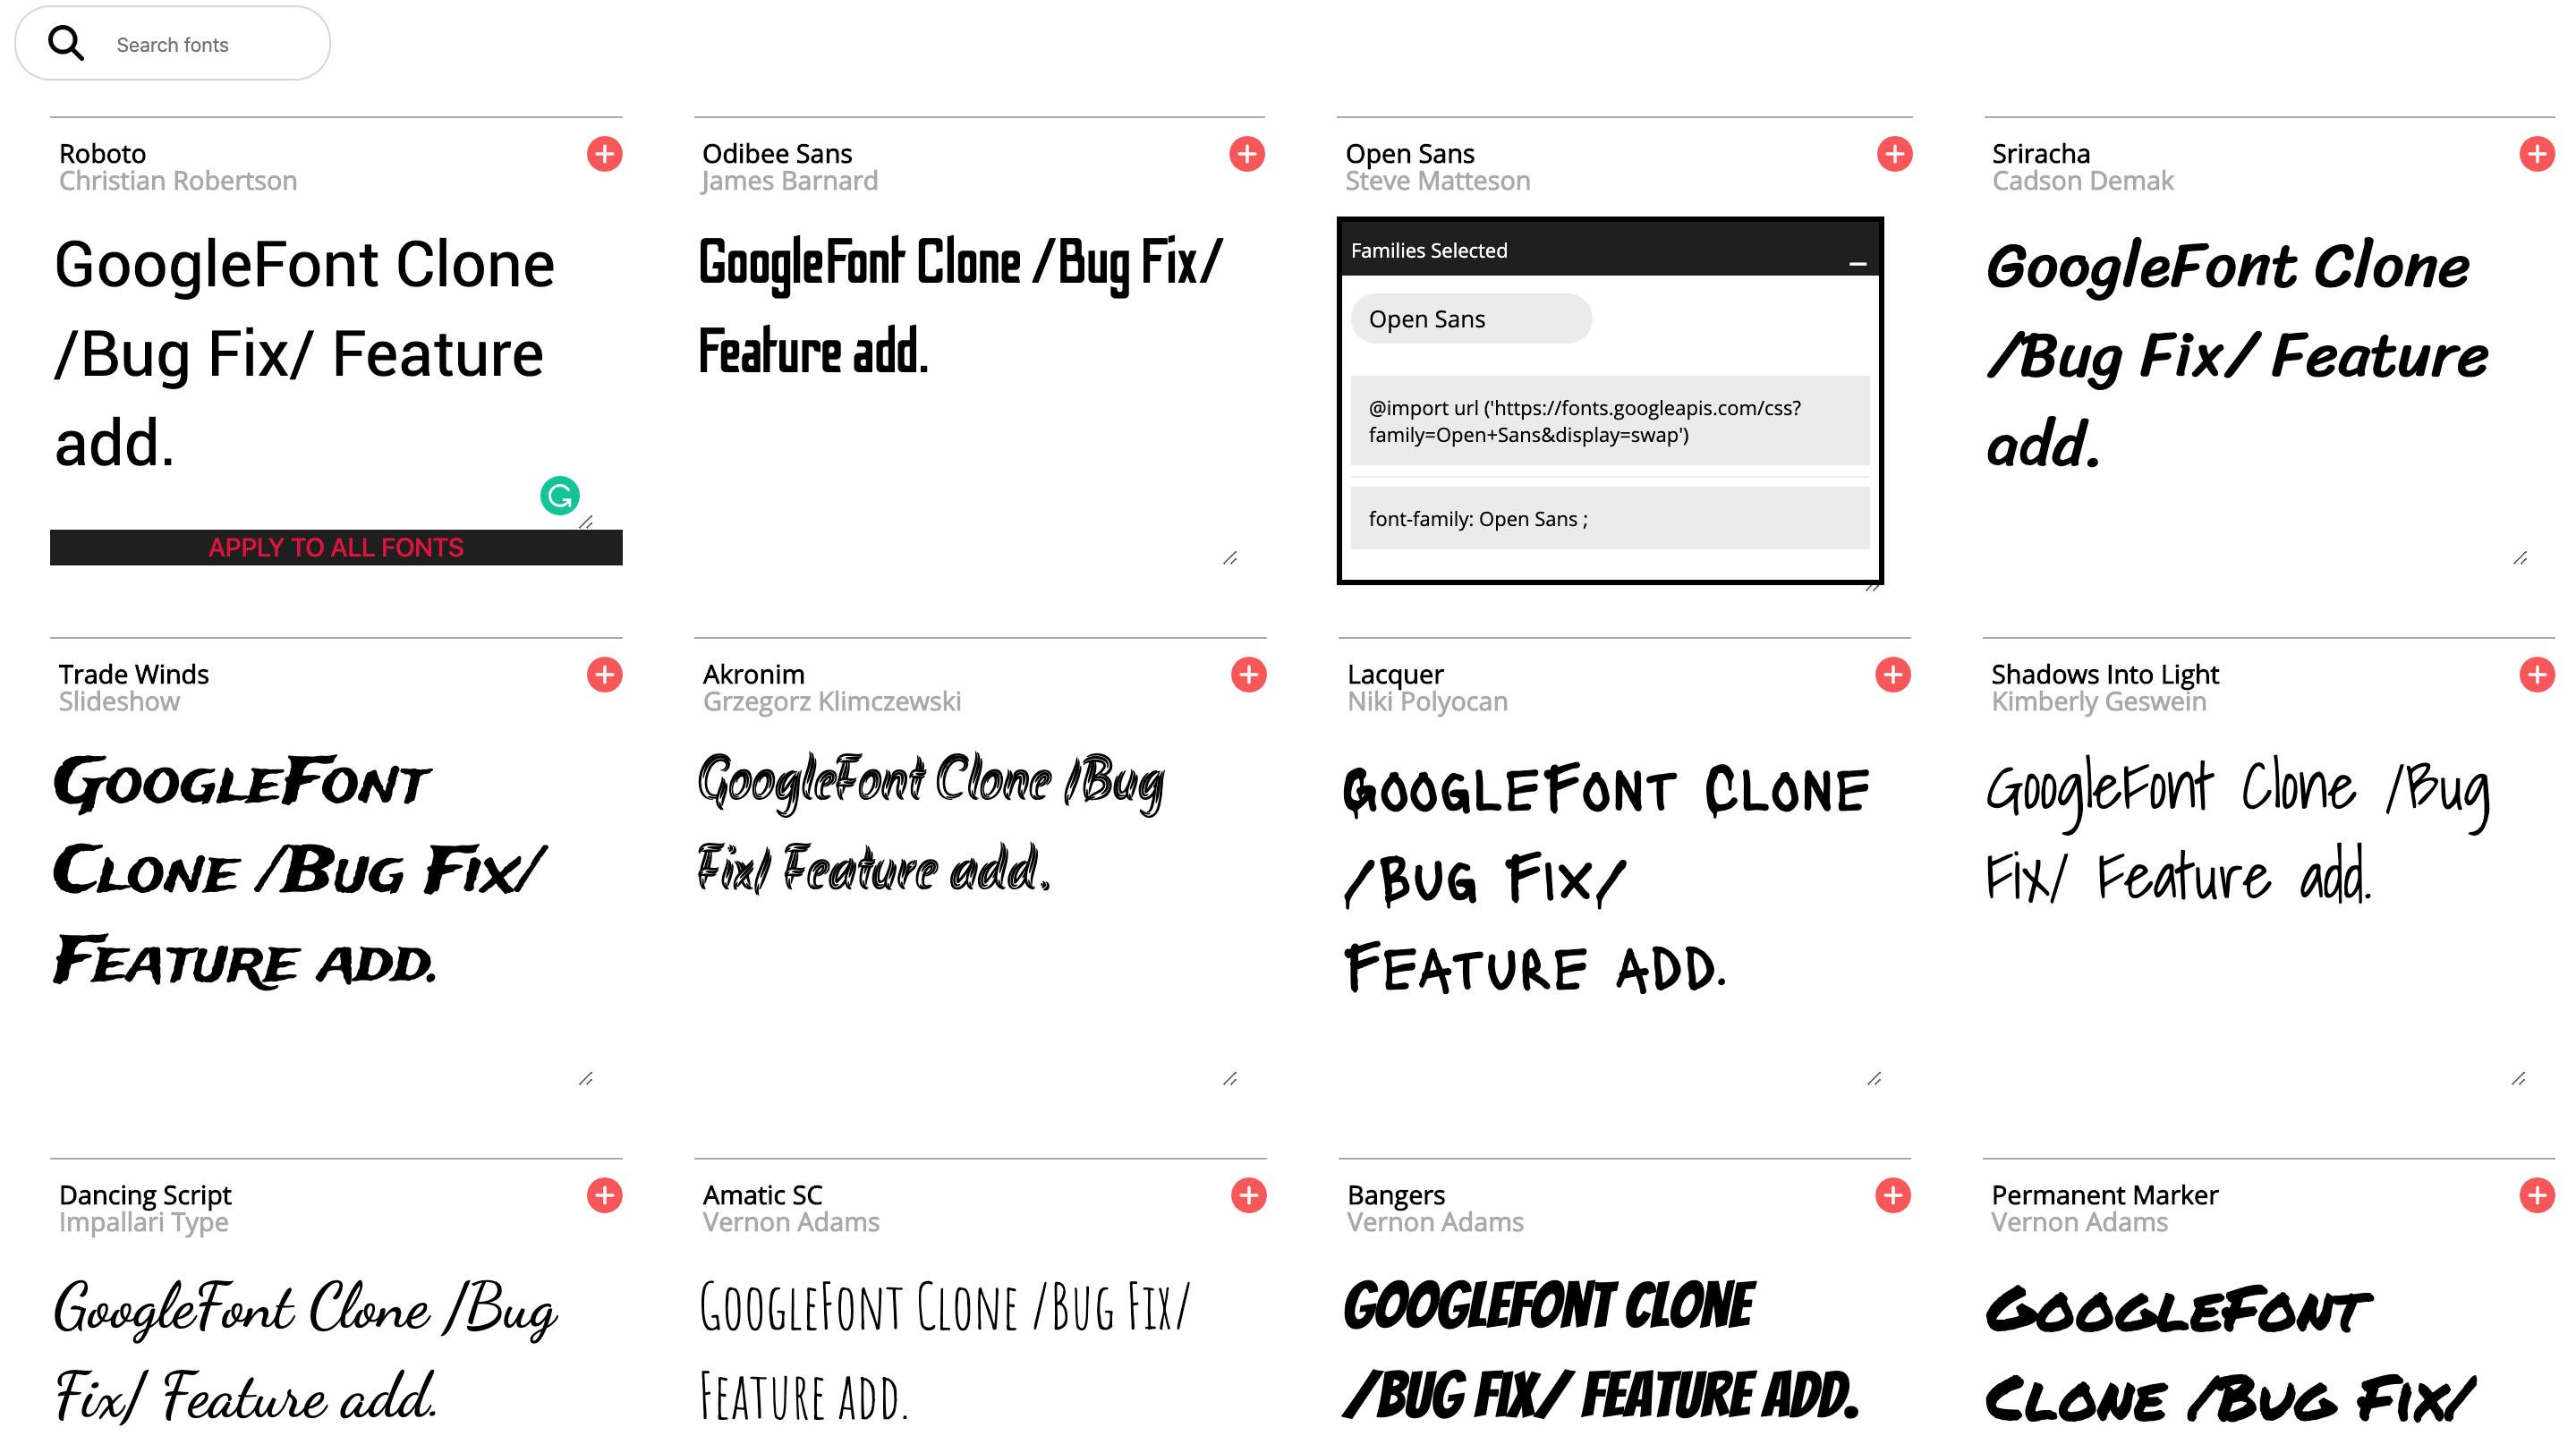 Search fonts
Roboto
Christian Robertson
GoogleFont Clone
/Bug Fix/ Feature
add.
APPLY TO ALL FONTS
Odibee Sans
James Barnard
GoogleFont Clone /Bug Fix/
Feature add.
Open Sans
Steve Matteson
Families Selected
Open Sans
@import url ('https://fonts.googleapis.com/css?
family=Open+Sans&display=swap')
font-family: Open Sans ;
Sriracha
Cadson Demak
GoogleFont Clone
/Bug Fix/ Feature
add.
Trade Winds
Slideshow
GoogleFont
Clone /Bug Fix/
Feature add.
Akronim
Grzegorz Klimczewski
GoogleFont Clone /Bug
Fix/ Feature add.
Lacquer
Niki Polyocan
GoogleFont Clone
/Bug Fix/
Feature add.
Shadows Into Light
Kimberly Geswein
GoogleFont Clone /Bug
Fix/ Feature add.
Dancing Script
Impallari Type
GoogleFont Clone /Bug
Fix/ Feature add.
Amatic SC
Vernon Adams
GoogleFont Clone /Bug Fix/
Feature add.
Bangers
Vernon Adams
GOOGLEFONT CLONE
/BUG FIX/ FEATURE ADD.
Permanent Marker
Vernon Adams
GoogleFont
Clone /Bug Fix/